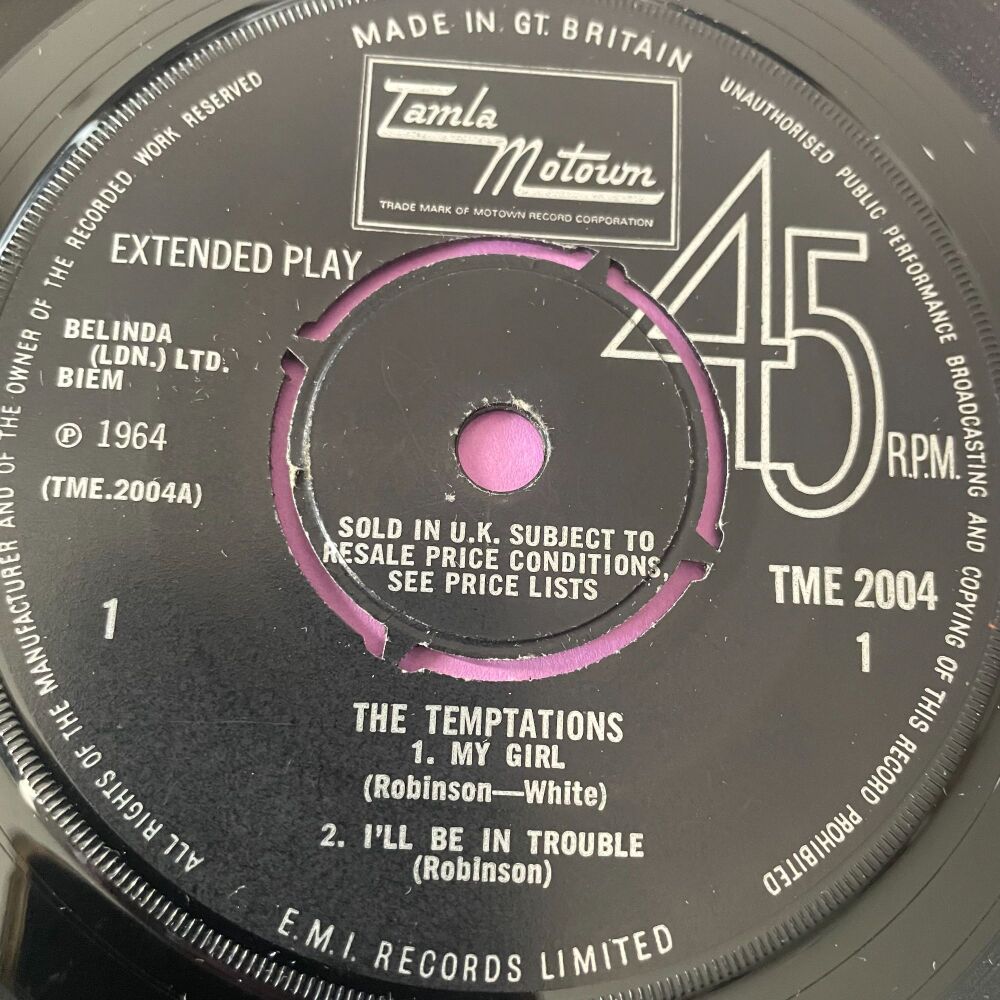 MADE IN GT. BRITAIN
Tamla
Motown
TRADE MARK OF MOTOWN RECORD CORPORATION
EXTENDED PLAY
45
R.P.M.
BELINDA
(LDN.) LTD.
BIEM
℗ 1964
(TME.2004A)
SOLD IN U.K. SUBJECT TO
RESALE PRICE CONDITIONS,
SEE PRICE LISTS
TME 2004
1
1
THE TEMPTATIONS
1. MY GIRL
(Robinson—White)
2. I'LL BE IN TROUBLE
(Robinson)
E.M.I. RECORDS LIMITED
ALL RIGHTS OF THE MANUFACTURER AND OF THE OWNER OF THE RECORDED WORK RESERVED
UNAUTHORISED PUBLIC PERFORMANCE BROADCASTING AND COPYING OF THIS RECORD PROHIBITED